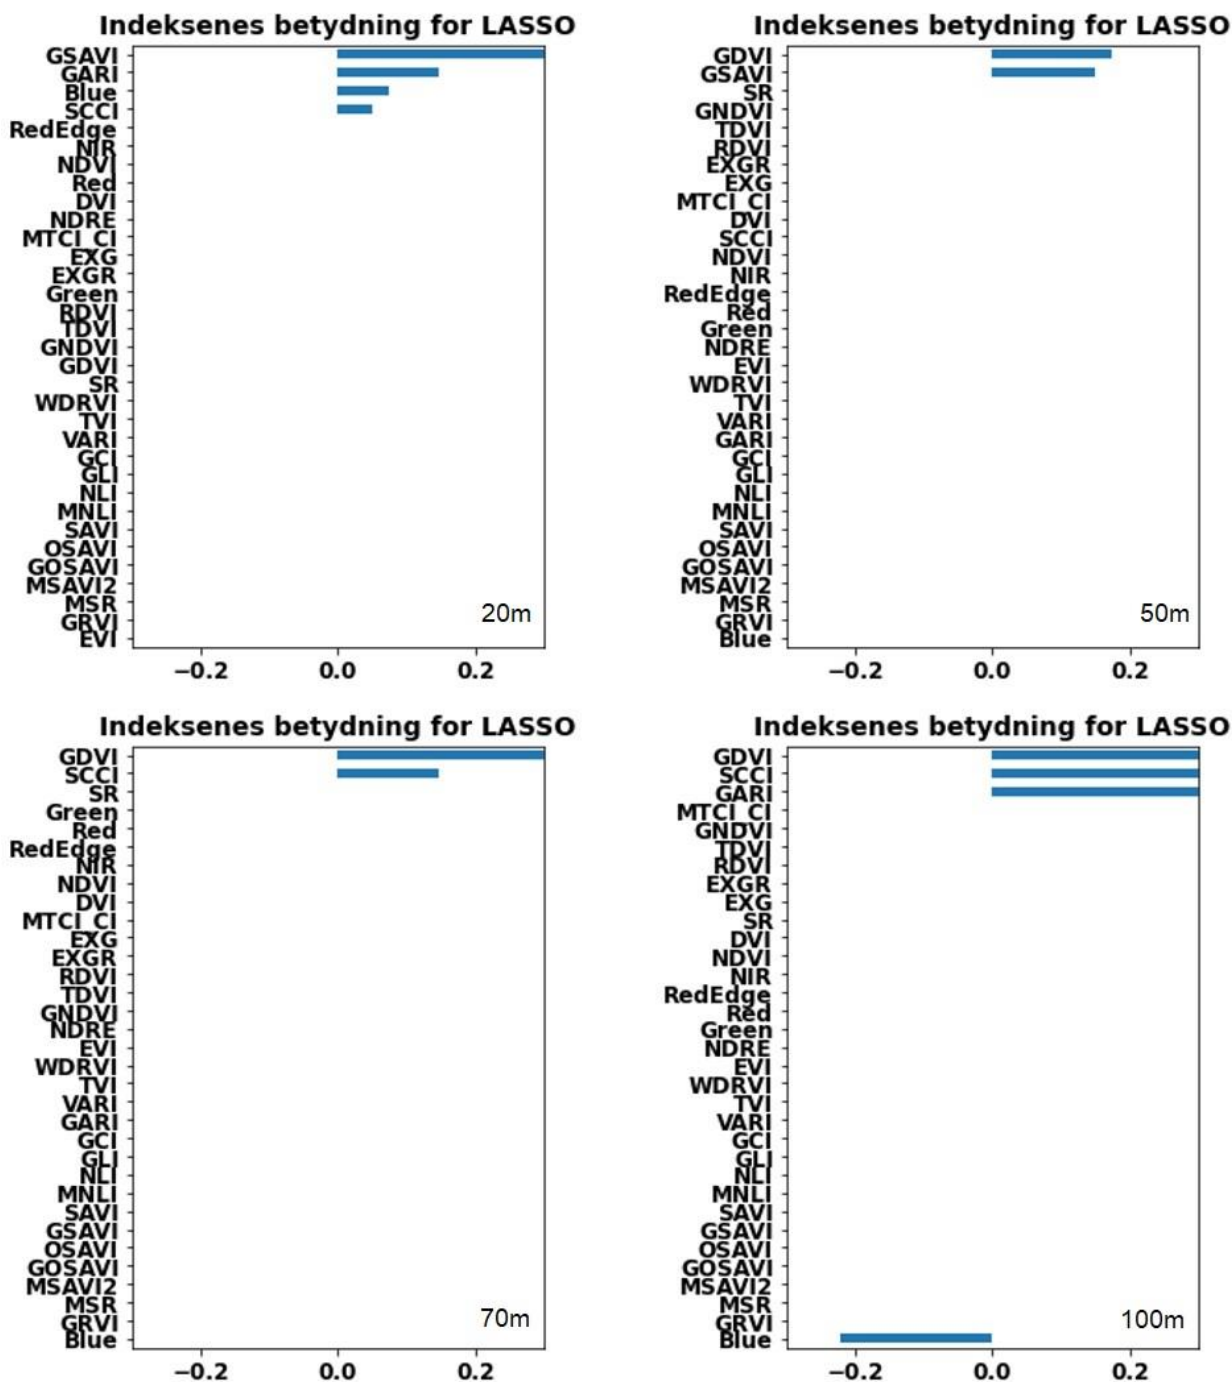 Indeksenes betydning for LASSO
GSAVI
GARI
Blue
SCCI
RedEdge
NIR
NDVI
Red
DVI
NDRE
MTCI_CI
EXG
EXGR
Green
RDVI
TDVI
GNDVI
GDVI
SR
WDRVI
TVI
VARI
GCI
GLI
NLI
MNLI
SAVI
OSAVI
GOSAVI
MSAVI2
MSR
GRVI
EVI
20m
−0.2 0.0 0.2
Indeksenes betydning for LASSO
GDVI
GSAVI
SR
GNDVI
TDVI
RDVI
EXGR
EXG
MTCI_CI
DVI
SCCI
NDVI
NIR
RedEdge
Red
Green
NDRE
EVI
WDRVI
TVI
VARI
GARI
GCI
GLI
NLI
MNLI
SAVI
OSAVI
GOSAVI
MSAVI2
MSR
GRVI
Blue
50m
−0.2 0.0 0.2
Indeksenes betydning for LASSO
GDVI
SCCI
SR
Green
Red
RedEdge
NIR
NDVI
DVI
MTCI_CI
EXG
EXGR
RDVI
TDVI
GNDVI
NDRE
EVI
WDRVI
TVI
VARI
GARI
GCI
GLI
NLI
MNLI
SAVI
GSAVI
OSAVI
GOSAVI
MSAVI2
MSR
GRVI
Blue
70m
−0.2 0.0 0.2
Indeksenes betydning for LASSO
GDVI
SCCI
GARI
MTCI_CI
GNDVI
TDVI
RDVI
EXGR
EXG
SR
DVI
NDVI
NIR
RedEdge
Red
Green
NDRE
EVI
WDRVI
TVI
VARI
GCI
GLI
NLI
MNLI
SAVI
GSAVI
OSAVI
GOSAVI
MSAVI2
MSR
GRVI
Blue
100m
−0.2 0.0 0.2